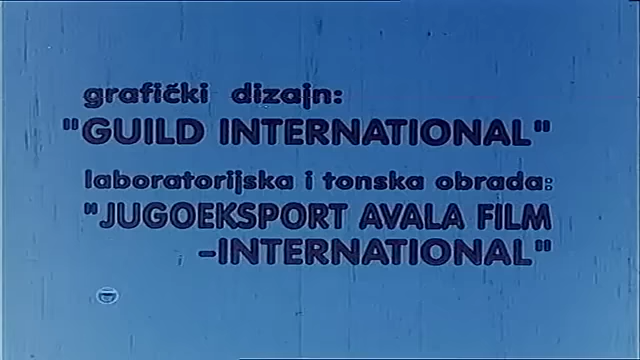 grafički dizajn:
"GUILD INTERNATIONAL"
laboratorijska i tonska obrada:
"JUGOEKSPORT AVALA FILM
-INTERNATIONAL"